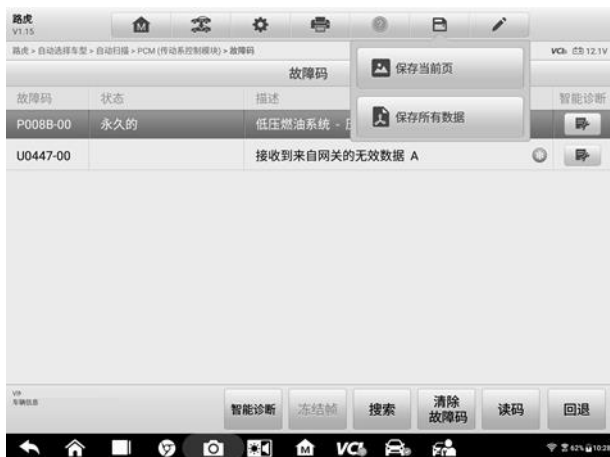 路虎
V1.15
路虎 > 自动选择车型 > 自动扫描 > PCM (传动系控制模块) > 故障码
VCI 12.1V
保存当前页
保存所有数据
故障码
故障码 状态 描述 智能诊断
P008B-00 永久的 低压燃油系统 -
U0447-00 接收到来自网关的无效数据 A
车辆信息
智能诊断 冻结帧 搜索 清除故障码 读码 回退
VCI
62% 10:28